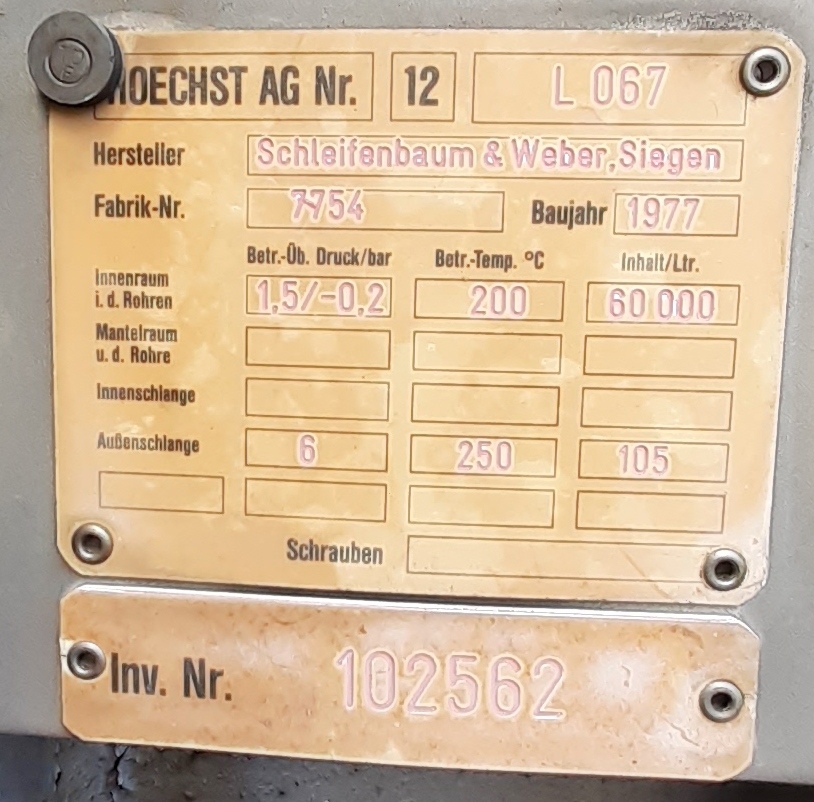 HOECHST AG Nr. 12 L 067
Hersteller Schleifenbaum & Weber, Siegen
Fabrik-Nr. 7754 Baujahr 1977
Betr.-Üb. Druck/bar Betr.-Temp. °C Inhalt/Ltr.
Innenraum
i. d. Rohren 1,5/-0,2 200 60 000
Mantelraum
u. d. Rohre
Innenschlange
Außenschlange 6 250 105
Schrauben
Inv. Nr. 102562